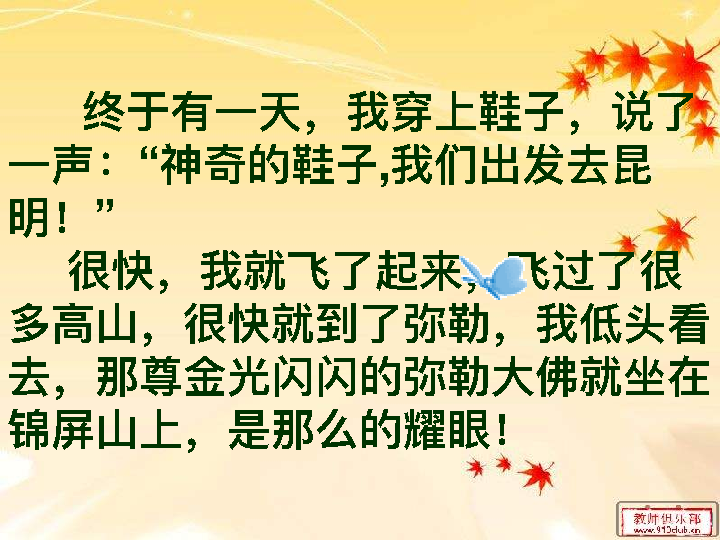 终于有一天，我穿上鞋子，说了
一声：“神奇的鞋子,我们出发去昆
明！”
很快，我就飞了起来，飞过了很
多高山，很快就到了弥勒，我低头看
去，那尊金光闪闪的弥勒大佛就坐在
锦屏山上，是那么的耀眼！
教师俱乐部
www.910club.cn